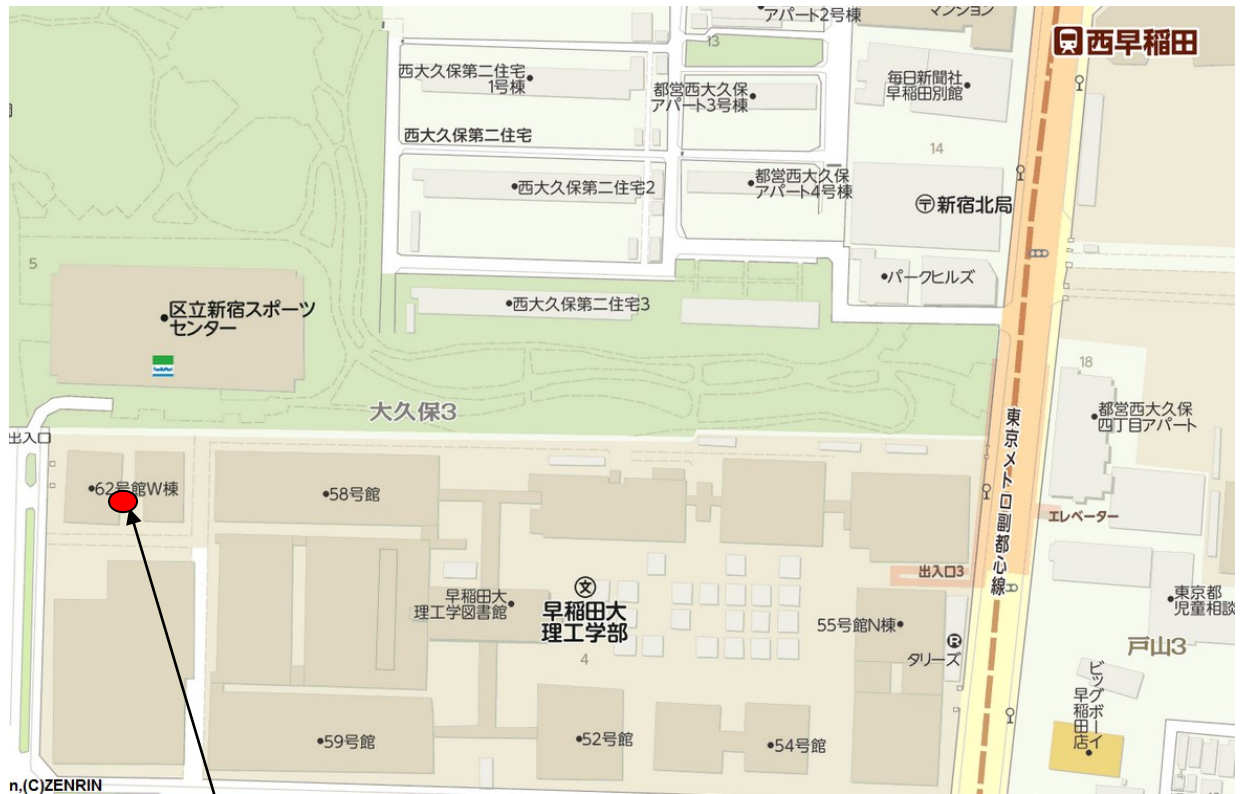 アパート2号棟
マンション
13
西早稲田
西大久保第二住宅
1号棟
都営西大久保
アパート3号棟
毎日新聞社
早稲田別館
西大久保第二住宅
14
西大久保第二住宅2
都営西大久保
アパート4号棟
新宿北局
5
パークヒルズ
区立新宿スポーツ
センター
西大久保第二住宅3
FamilyMart
18
大久保3
都営西大久保
四丁目アパート
東京メトロ副都心線
出入口
62号館W棟
58号館
エレベーター
出入口3
早稲田大
理工学図書館
文
早稲田大
理工学部
4
55号館N棟
R
タリーズ
東京都
児童相談
戸山3
ビッグボーイ
早稲田店
59号館
52号館
54号館
4
n,(C)ZENRIN